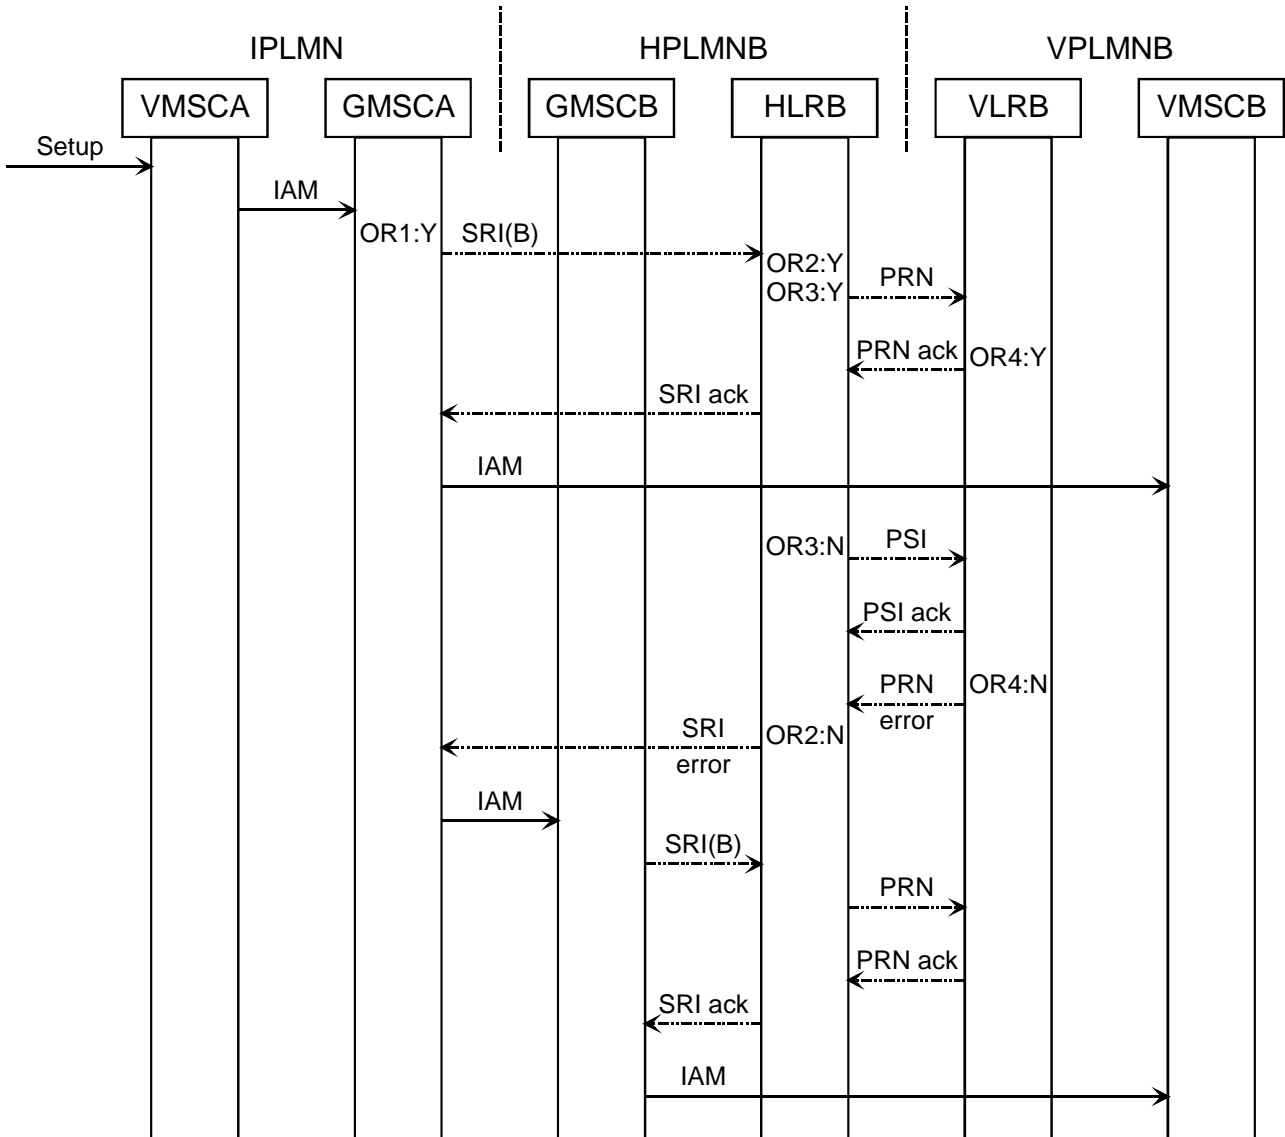 IPLMN HPLMNB VPLMNB
VMSCA GMSCA GMSCB HLRB VLRB VMSCB
Setup
IAM
OR1:Y SRI(B)
OR2:Y
PRN
OR3:Y
PRN ack OR4:Y
SRI ack
IAM
OR3:N PSI
PSI ack
PRN OR4:N
error
SRI OR2:N
error
IAM
SRI(B)
PRN
PRN ack
SRI ack
IAM